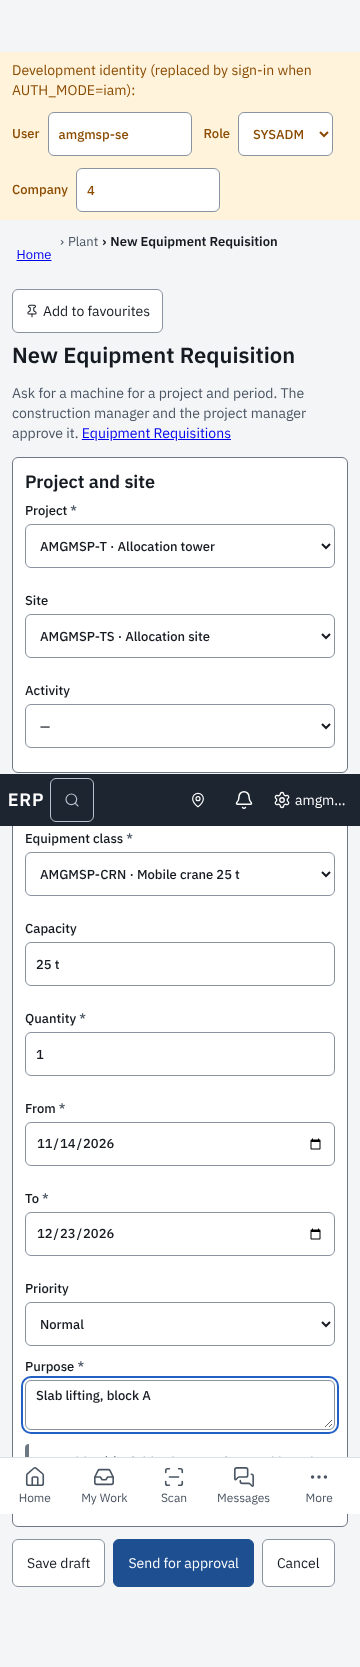 Development identity (replaced by sign-in when
AUTH_MODE=iam):
User amgmsp-se Role SYSADM
Company 4
Home › Plant › New Equipment Requisition
Add to favourites
New Equipment Requisition
Ask for a machine for a project and period. The
construction manager and the project manager
approve it. Equipment Requisitions
Project and site
Project *
AMGMSP-T · Allocation tower
Site
AMGMSP-TS · Allocation site
Activity
—
ERP amgm...
Equipment class *
AMGMSP-CRN · Mobile crane 25 t
Capacity
25 t
Quantity *
1
From *
11/14/2026
To *
12/23/2026
Priority
Normal
Purpose *
Slab lifting, block A
Home My Work Scan Messages More
Save draft Send for approval Cancel